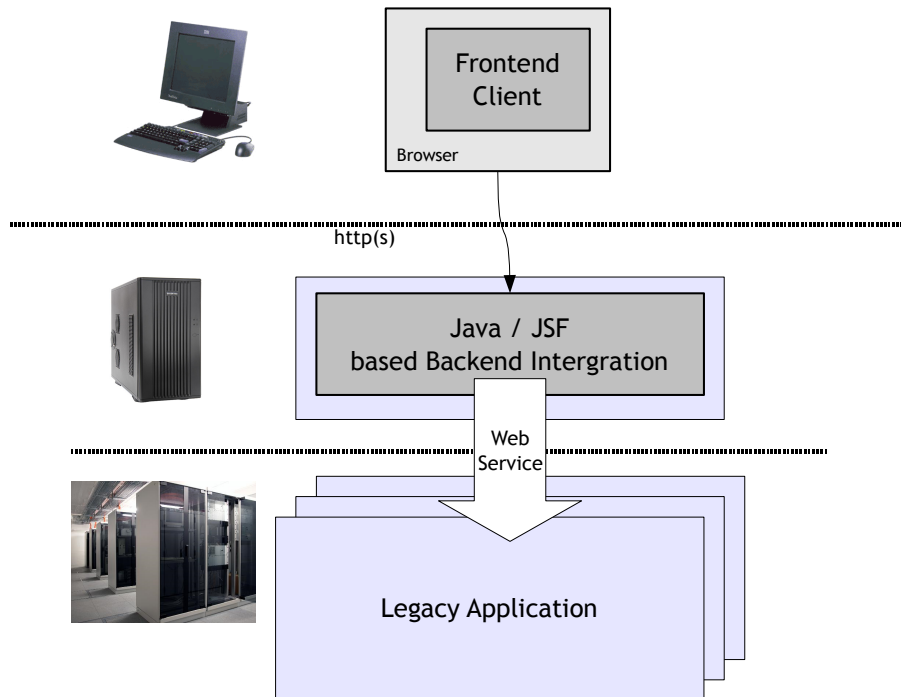 Frontend
Client
Browser
http(s)
Java / JSF
based Backend Intergration
Web
Service
Legacy Application